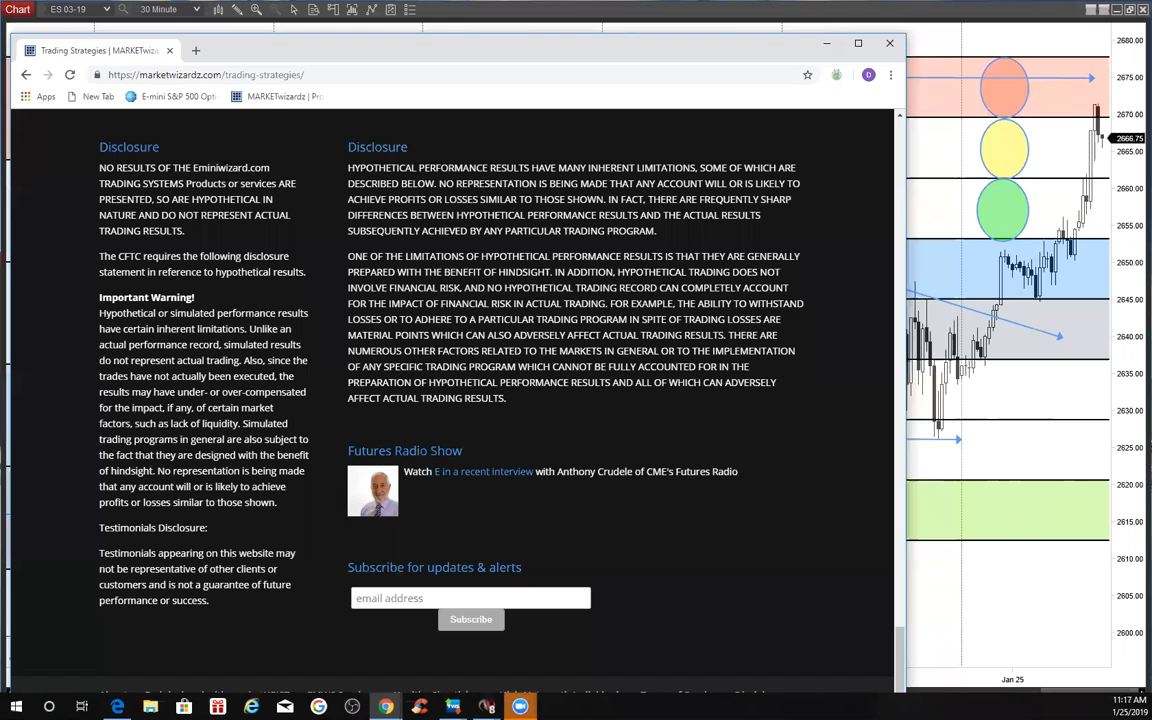 Chart
ES 03-19
30 Minute
Trading Strategies | MARKETwiza
https://marketwizardz.com/trading-strategies/
D
Apps
New Tab
E-mini S&P 500 Opti
MARKETwizardz | Pro
Disclosure
NO RESULTS OF THE Eminiwizard.com
TRADING SYSTEMS Products or services ARE
PRESENTED, SO ARE HYPOTHETICAL IN
NATURE AND DO NOT REPRESENT ACTUAL
TRADING RESULTS.
The CFTC requires the following disclosure
statement in reference to hypothetical results.
Important Warning!
Hypothetical or simulated performance results
have certain inherent limitations. Unlike an
actual performance record, simulated results
do not represent actual trading. Also, since the
trades have not actually been executed, the
results may have under- or over-compensated
for the impact, if any, of certain market
factors, such as lack of liquidity. Simulated
trading programs in general are also subject to
the fact that they are designed with the benefit
of hindsight. No representation is being made
that any account will or is likely to achieve
profits or losses similar to those shown.
Testimonials Disclosure:
Testimonials appearing on this website may
not be representative of other clients or
customers and is not a guarantee of future
performance or success.
Disclosure
HYPOTHETICAL PERFORMANCE RESULTS HAVE MANY INHERENT LIMITATIONS, SOME OF WHICH ARE
DESCRIBED BELOW. NO REPRESENTATION IS BEING MADE THAT ANY ACCOUNT WILL OR IS LIKELY TO
ACHIEVE PROFITS OR LOSSES SIMILAR TO THOSE SHOWN. IN FACT, THERE ARE FREQUENTLY SHARP
DIFFERENCES BETWEEN HYPOTHETICAL PERFORMANCE RESULTS AND THE ACTUAL RESULTS
SUBSEQUENTLY ACHIEVED BY ANY PARTICULAR TRADING PROGRAM.
ONE OF THE LIMITATIONS OF HYPOTHETICAL PERFORMANCE RESULTS IS THAT THEY ARE GENERALLY
PREPARED WITH THE BENEFIT OF HINDSIGHT. IN ADDITION, HYPOTHETICAL TRADING DOES NOT
INVOLVE FINANCIAL RISK, AND NO HYPOTHETICAL TRADING RECORD CAN COMPLETELY ACCOUNT
FOR THE IMPACT OF FINANCIAL RISK IN ACTUAL TRADING. FOR EXAMPLE, THE ABILITY TO WITHSTAND
LOSSES OR TO ADHERE TO A PARTICULAR TRADING PROGRAM IN SPITE OF TRADING LOSSES ARE
MATERIAL POINTS WHICH CAN ALSO ADVERSELY AFFECT ACTUAL TRADING RESULTS. THERE ARE
NUMEROUS OTHER FACTORS RELATED TO THE MARKETS IN GENERAL OR TO THE IMPLEMENTATION
OF ANY SPECIFIC TRADING PROGRAM WHICH CANNOT BE FULLY ACCOUNTED FOR IN THE
PREPARATION OF HYPOTHETICAL PERFORMANCE RESULTS AND ALL OF WHICH CAN ADVERSELY
AFFECT ACTUAL TRADING RESULTS.
Futures Radio Show
Watch E in a recent interview with Anthony Crudele of CME's Futures Radio
Subscribe for updates & alerts
email address
Subscribe
2680.00
2675.00
2670.00
2666.75
2665.00
2660.00
2655.00
2650.00
2645.00
2640.00
2635.00
2630.00
2625.00
2620.00
2615.00
2610.00
2605.00
2600.00
Jan 25
11:17 AM
1/25/2019